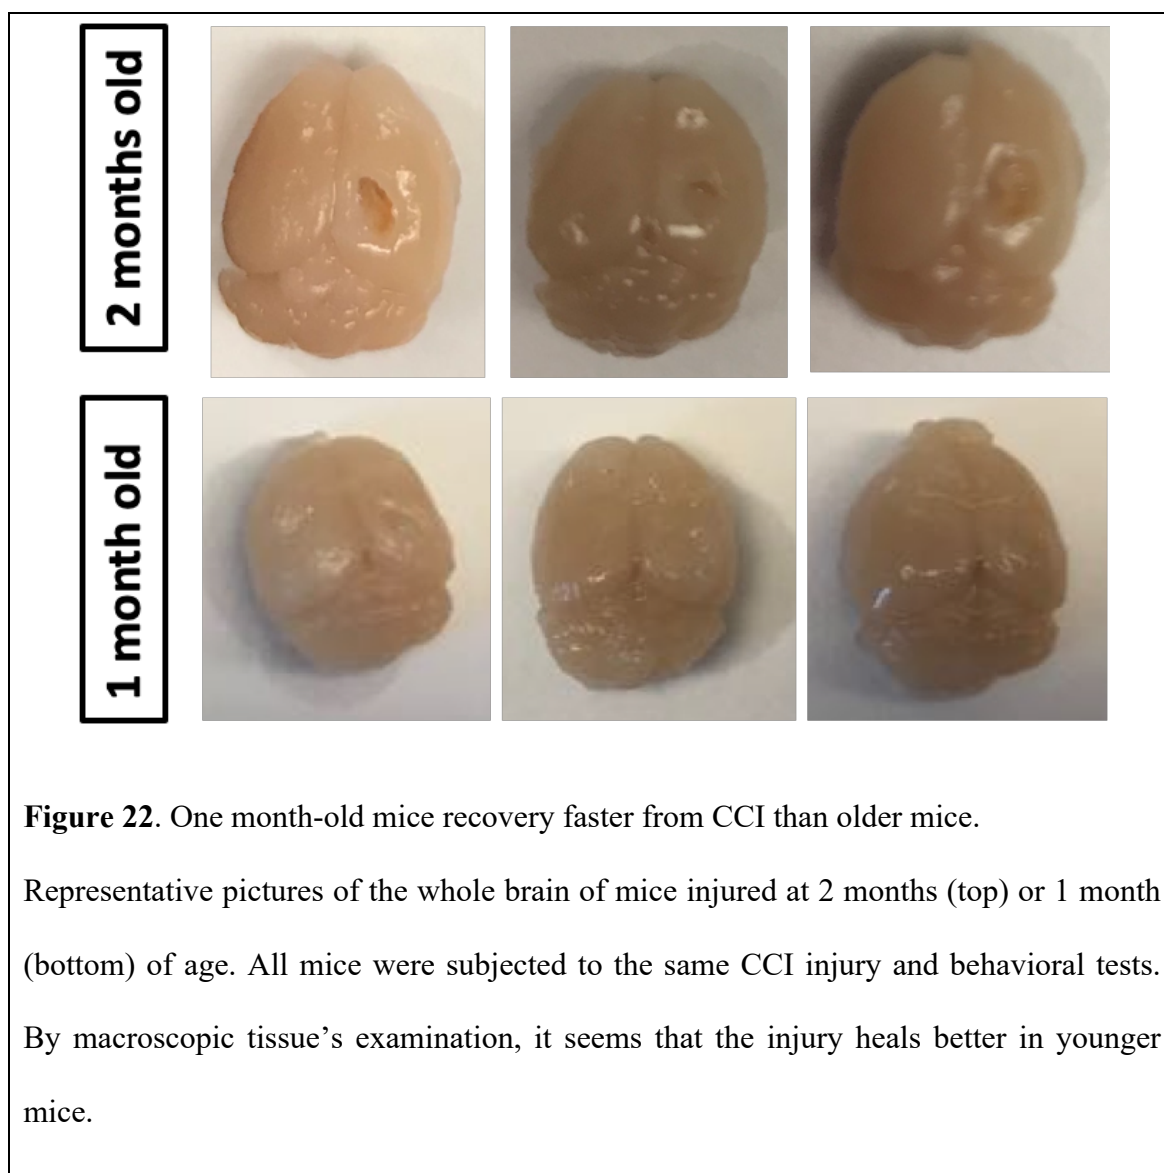 2 months old
1 month old
Figure 22. One month-old mice recovery faster from CCI than older mice.
Representative pictures of the whole brain of mice injured at 2 months (top) or 1 month
(bottom) of age. All mice were subjected to the same CCI injury and behavioral tests.
By macroscopic tissue’s examination, it seems that the injury heals better in younger
mice.